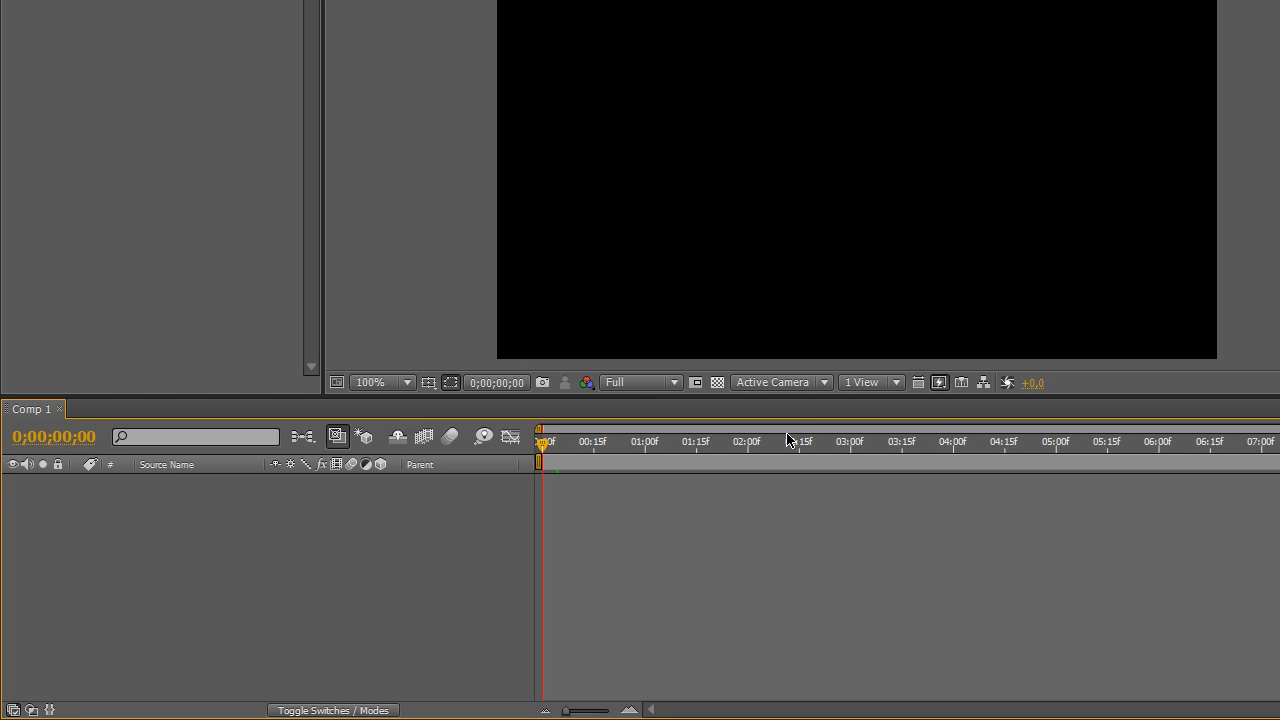 100% 0;00;00;00 Full Active Camera 1 View +0.0
Comp 1
0;00;00;00
00:15f 01:00f 01:15f 02:00f 03:00f 03:15f 04:00f 04:15f 05:00f 05:15f 06:00f 06:15f 07:00f
# Source Name fx Parent
Toggle Switches / Modes